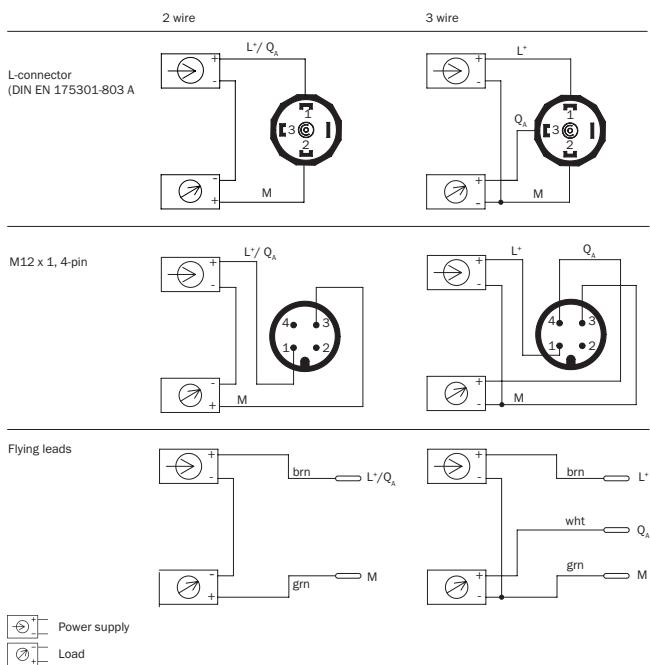 2 wire
3 wire
L-connector
(DIN EN 175301-803 A
+
-
L⁺/ Q_A
1
3
2
-
+
M
+
-
L⁺
Q_A
1
3
2
+
-
M
M12 x 1, 4-pin
+
-
L⁺/ Q_A
4 3
1 2
-
+
M
+
-
L⁺
Q_A
4 3
1 2
+
-
M
Flying leads
+
-
brn
L⁺/Q_A
-
+
grn
M
+
-
brn
L⁺
wht
Q_A
+
-
grn
M
+
-
Power supply
-
+
Load